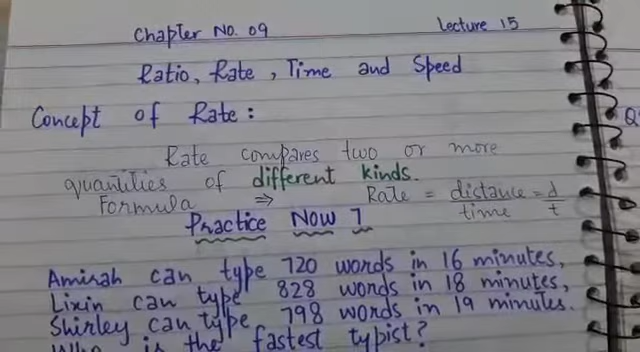 Chapter No. 09 Lecture 15
Ratio, Rate, Time and Speed
Concept of Rate:
Rate compares two or more
quantities of different kinds.
Formula ⇒ Rate = distance/time = d/t
Practice Now 7
Amirah can type 720 words in 16 minutes,
Lixin can type 828 words in 18 minutes,
Shirley can type 798 words in 19 minutes.
Who is the fastest typist?
Q